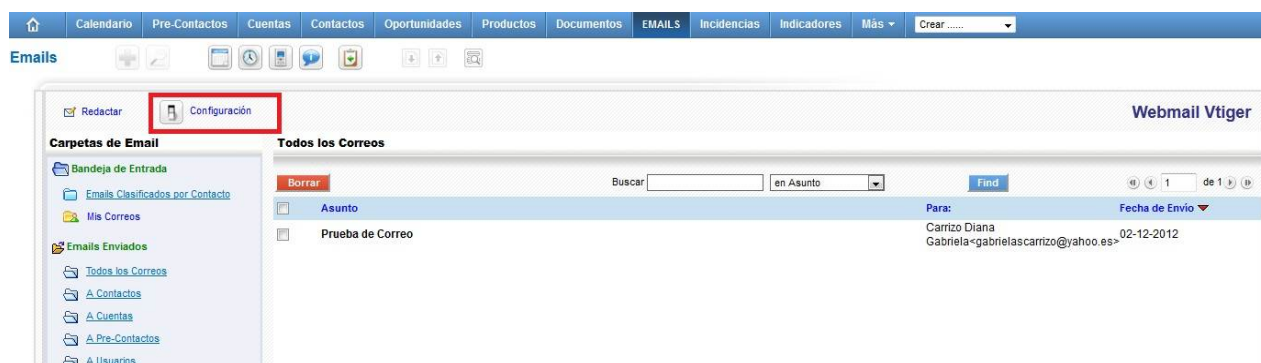 Calendario Pre-Contactos Cuentas Contactos Oportunidades Productos Documentos EMAILS Incidencias Indicadores Más Crear ......
Emails
Redactar Configuración Webmail Vtiger
Carpetas de Email Todos los Correos
Bandeja de Entrada
Borrar Buscar en Asunto Find 1 de 1
Emails Clasificados por Contacto
Asunto Para: Fecha de Envio
Mis Correos
Prueba de Correo Carrizo Diana
Gabriela<gabrielascarrizo@yahoo.es> 02-12-2012
Emails Enviados
Todos los Correos
A Contactos
A Cuentas
A Pre-Contactos
A Usuarios